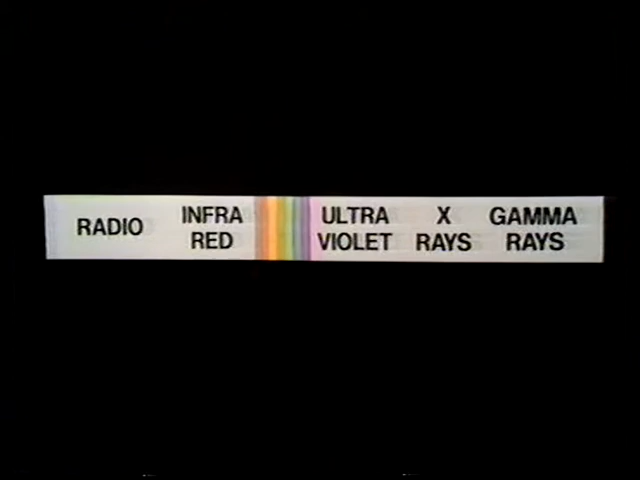 RADIO
INFRA
RED
ULTRA
VIOLET
X
RAYS
GAMMA
RAYS